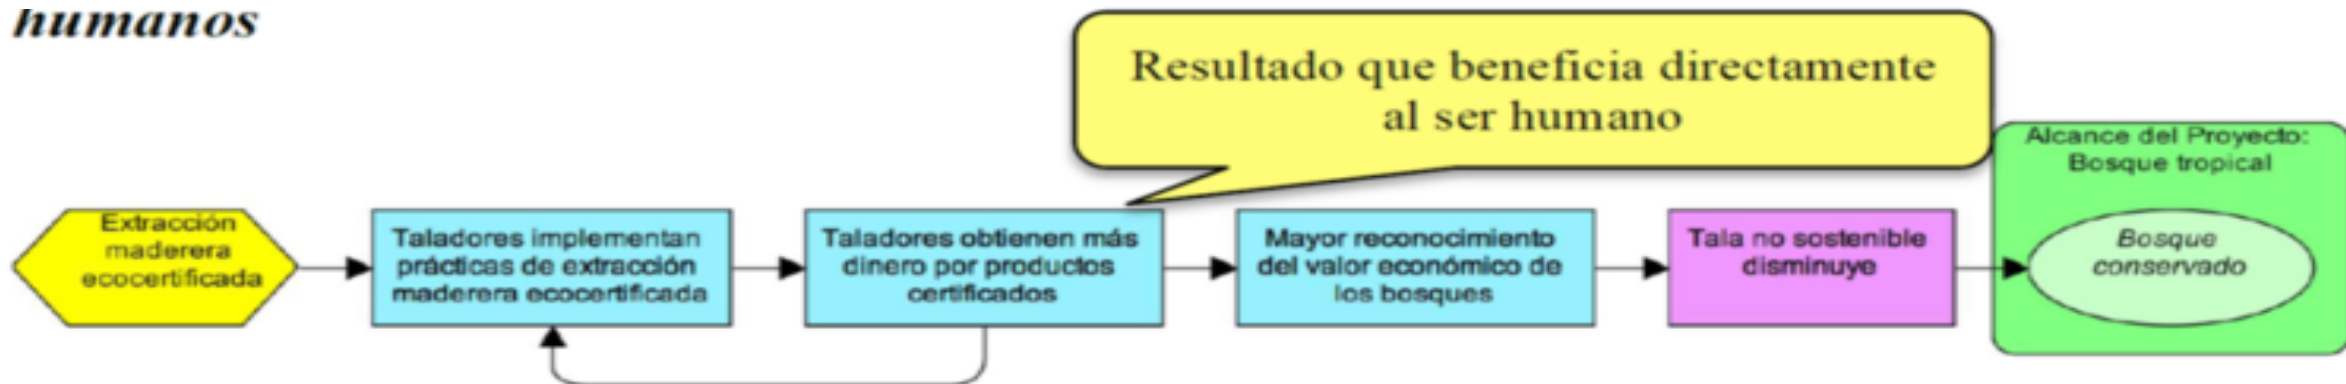 humanos
Resultado que beneficia directamente
al ser humano
Alcance del Proyecto:
Bosque tropical
Extracción
maderera
ecocertificada
Taladores implementan
prácticas de extracción
maderera ecocertificada
Taladores obtienen más
dinero por productos
certificados
Mayor reconocimiento
del valor económico de
los bosques
Tala no sostenible
disminuye
Bosque
conservado